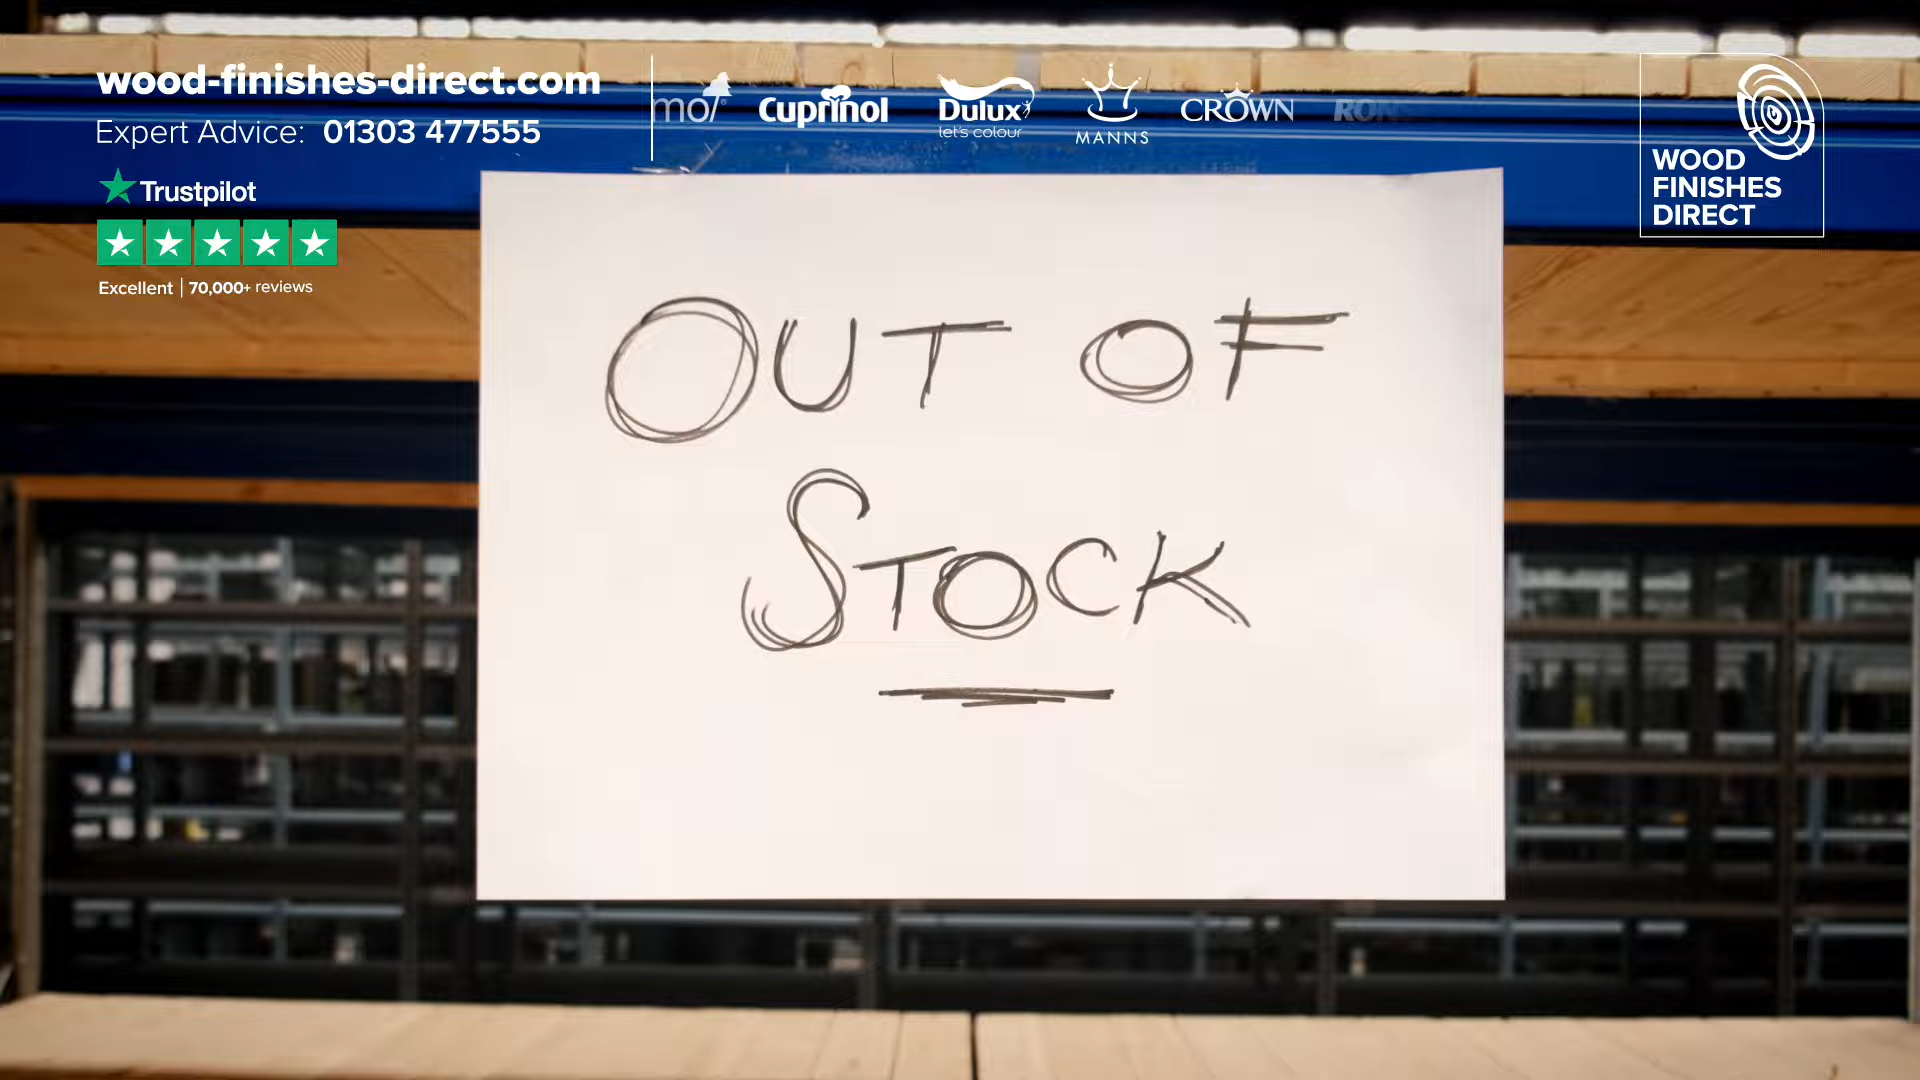 wood-finishes-direct.com
Expert Advice: 01303 477555
Trustpilot
Excellent | 70,000+ reviews
mo®
Cuprinol
Dulux
let's colour
MANNS
CROWN
WOOD
FINISHES
DIRECT
OUT OF
STOCK